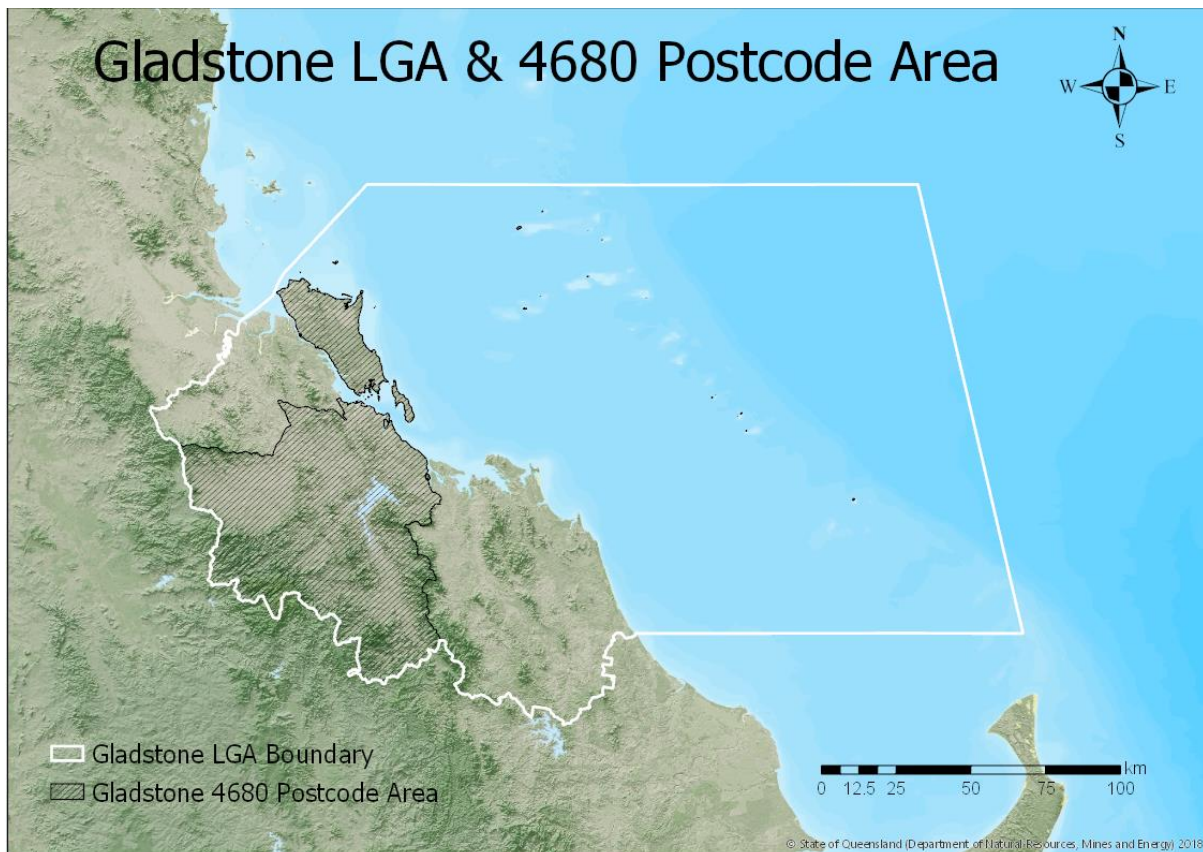 Gladstone LGA & 4680 Postcode Area
N
W E
S
Gladstone LGA Boundary
Gladstone 4680 Postcode Area
km
0 12.5 25 50 75 100
© State of Queensland (Department of Natural Resources, Mines and Energy) 2018